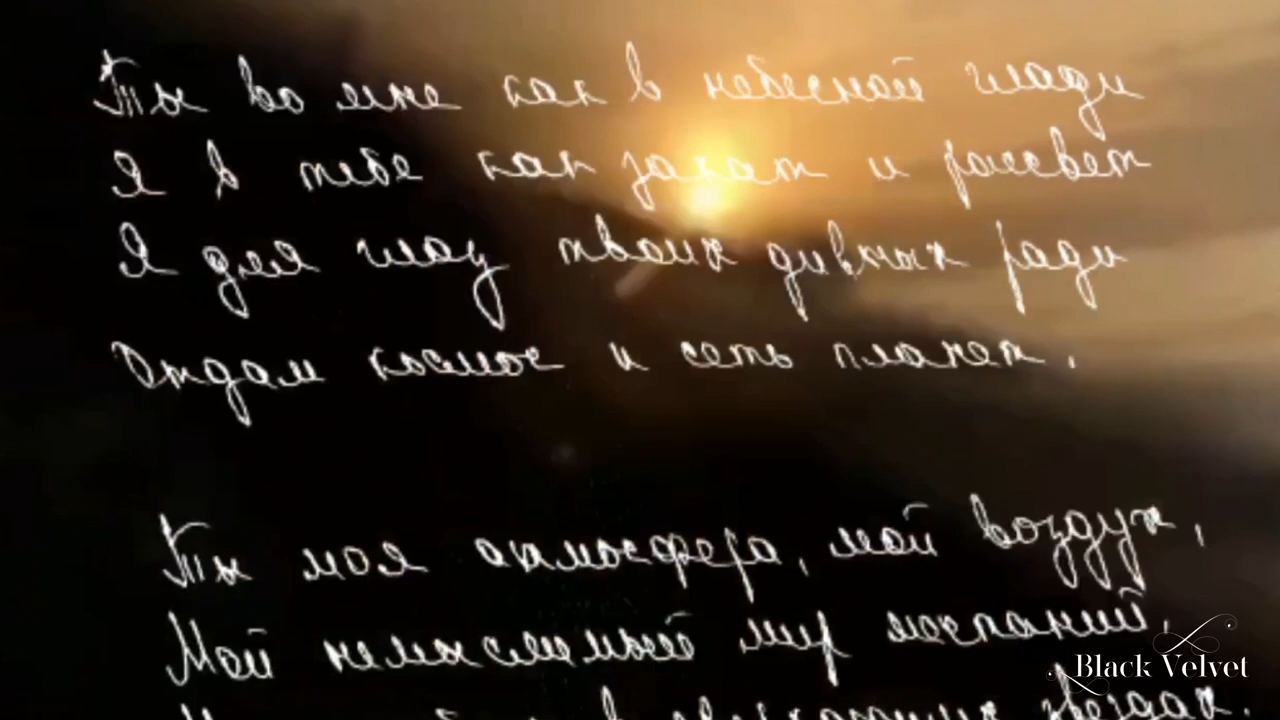 Ты во мне как в небесной глади
Я в тебе как закат и рассвет
Я для глаз твоих дивных ради
Отдам космос и сеть планет.
Ты моя атмосфера, мой воздух,
Мой немыслимый мир
в звёздах.
Black Velvet